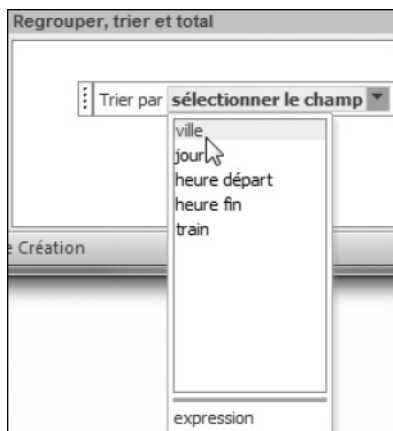 Regrouper, trier et total
Trier par sélectionner le champ
ville
jour
heure départ
heure fin
train
e Création
expression